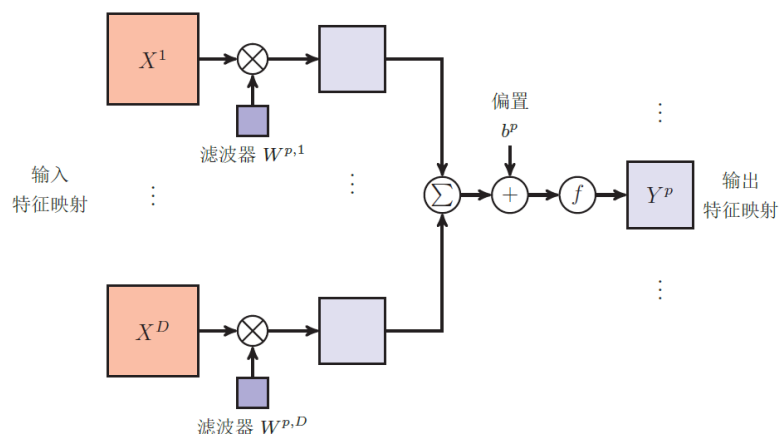 X^1
滤波器 W^{p,1}
偏置
b^p
输入
特征映射
∑
+
f
Y^p
输出
特征映射
X^D
滤波器 W^{p,D}